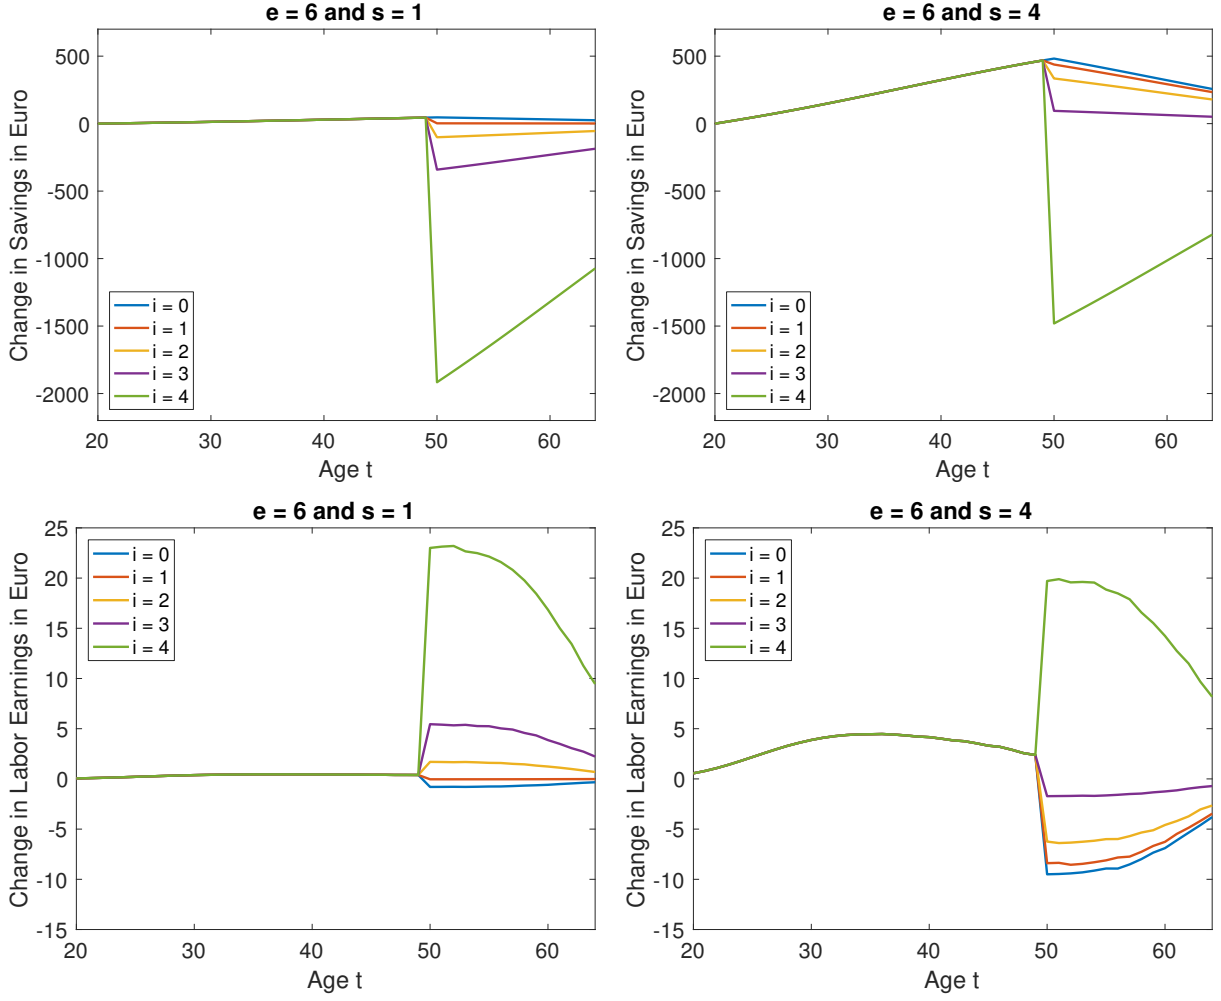 e = 6 and s = 1
Change in Savings in Euro
500
0
-500
-1000
-1500
-2000
i = 0
i = 1
i = 2
i = 3
i = 4
20 30 40 50 60
Age t
e = 6 and s = 4
Change in Savings in Euro
500
0
-500
-1000
-1500
-2000
i = 0
i = 1
i = 2
i = 3
i = 4
20 30 40 50 60
Age t
e = 6 and s = 1
Change in Labor Earnings in Euro
25
20
15
10
5
0
-5
-10
-15
i = 0
i = 1
i = 2
i = 3
i = 4
20 30 40 50 60
Age t
e = 6 and s = 4
Change in Labor Earnings in Euro
25
20
15
10
5
0
-5
-10
-15
i = 0
i = 1
i = 2
i = 3
i = 4
20 30 40 50 60
Age t